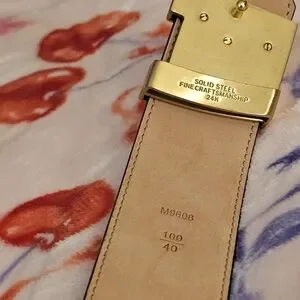 SOLID STEEL
FINE CRAFTSMANSHIP
24K
M9608
100
40